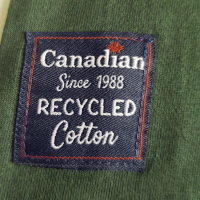 Canadian
Since 1988
RECYCLED
Cotton